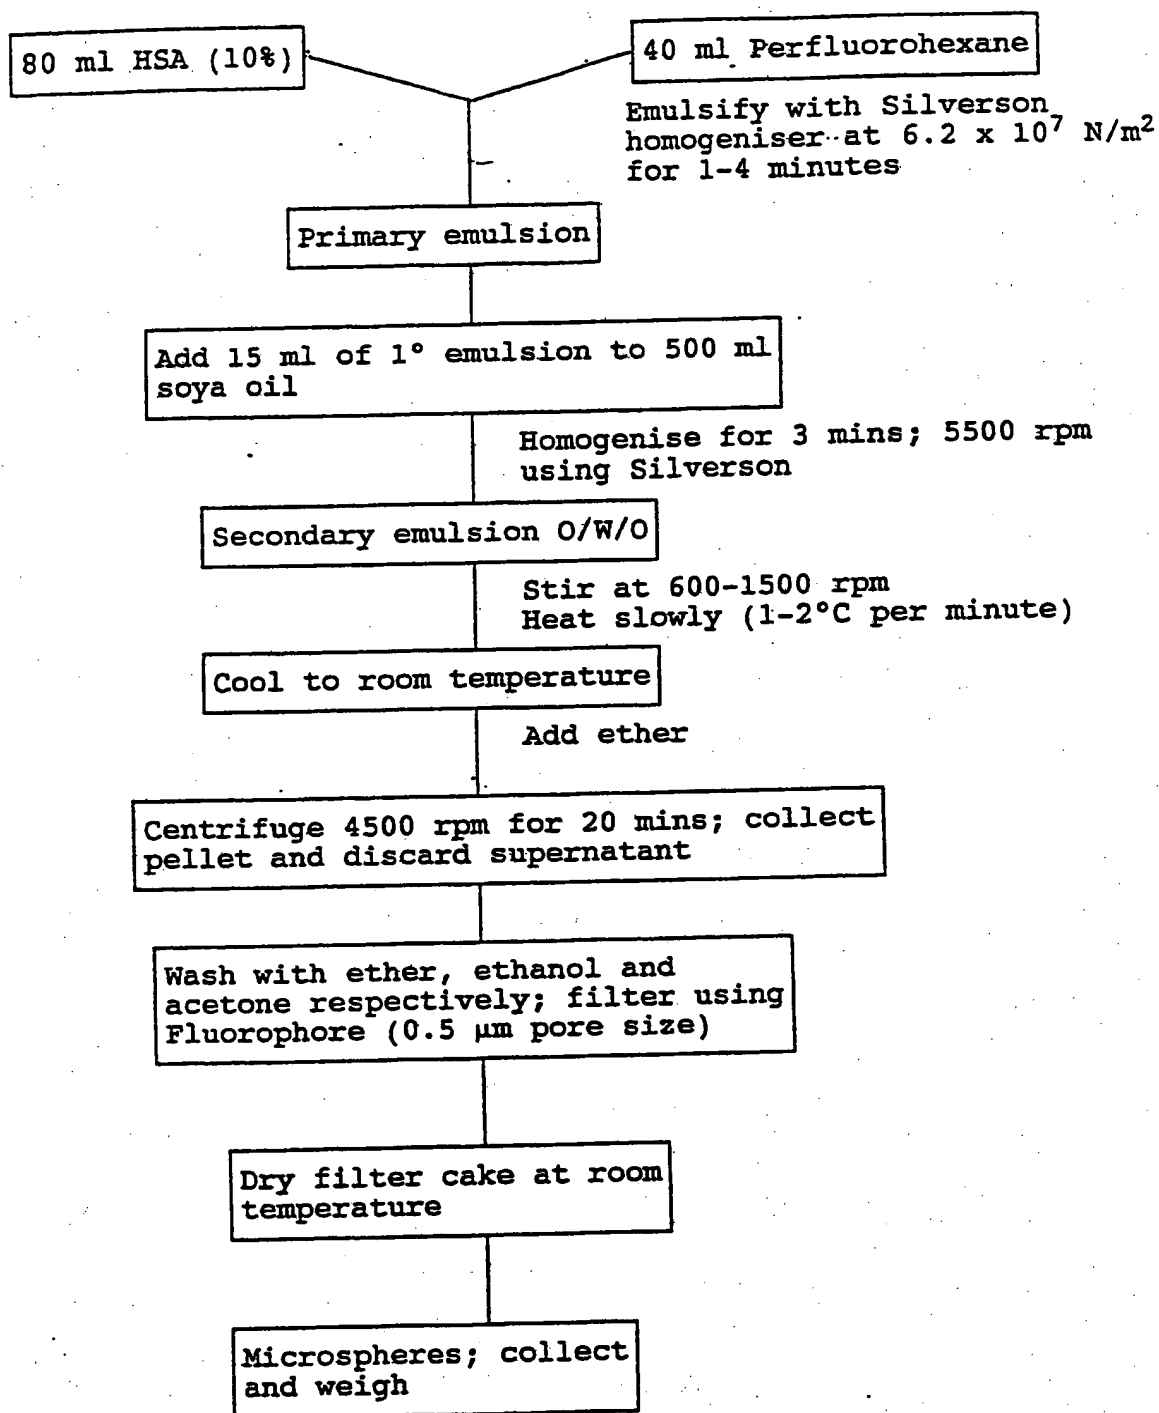 80 ml HSA (10%)
40 ml Perfluorohexane
Emulsify with Silverson
homogeniser at 6.2 x 10⁷ N/m²
for 1-4 minutes
Primary emulsion
Add 15 ml of 1° emulsion to 500 ml
soya oil
Homogenise for 3 mins; 5500 rpm
using Silverson
Secondary emulsion O/W/O
Stir at 600-1500 rpm
Heat slowly (1-2°C per minute)
Cool to room temperature
Add ether
Centrifuge 4500 rpm for 20 mins; collect
pellet and discard supernatant
Wash with ether, ethanol and
acetone respectively; filter using
Fluorophore (0.5 μm pore size)
Dry filter cake at room
temperature
Microspheres; collect
and weigh